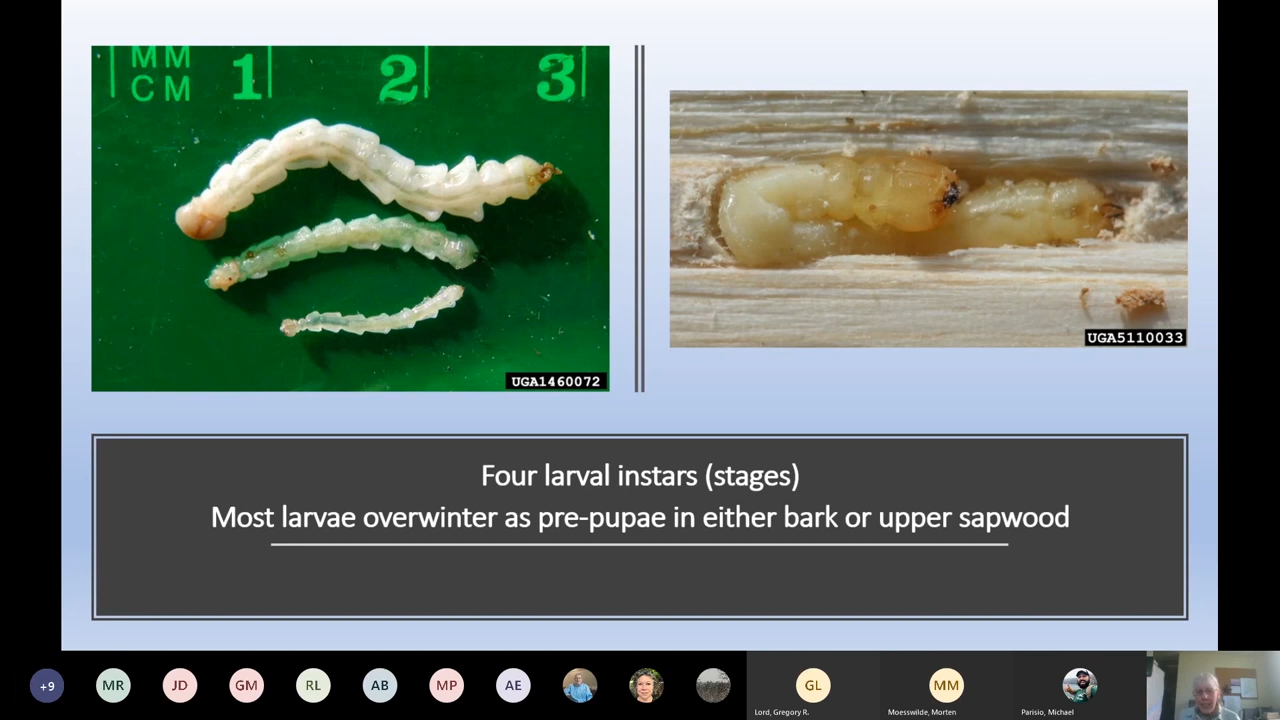 MM
CM 1 2 3
UGA1460072
UGA5110033
Four larval instars (stages)
Most larvae overwinter as pre-pupae in either bark or upper sapwood
+9 MR JD GM RL AB MP AE GL MM
Lord, Gregory R. Moesswilde, Morten Parisio, Michael